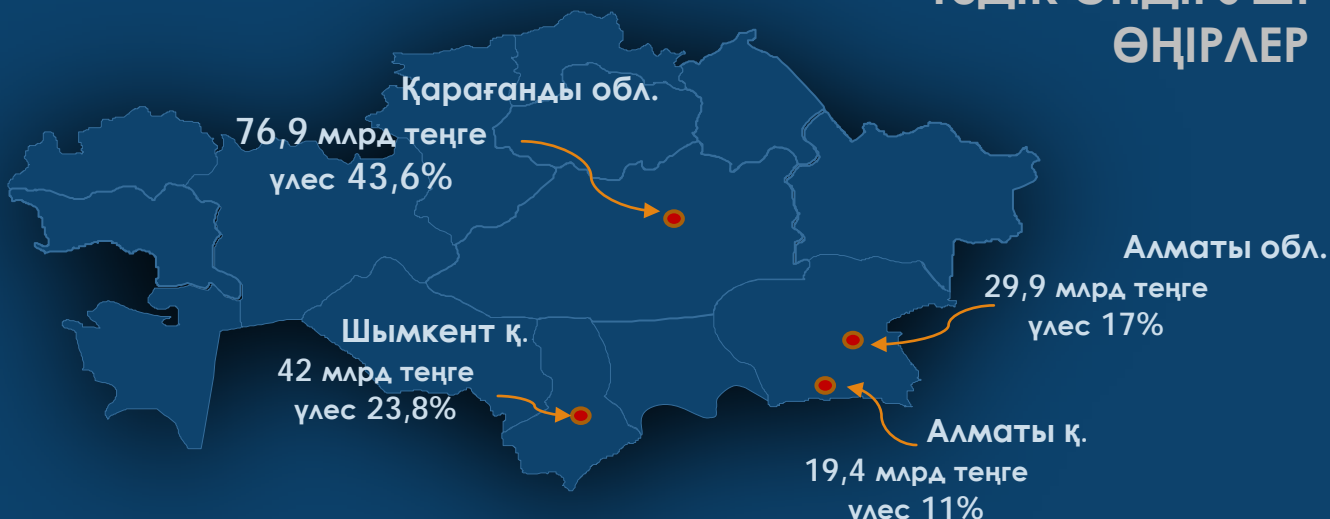 ӨҢІРЛЕР
Қарағанды обл.
76,9 млрд теңге
үлес 43,6%
Алматы обл.
29,9 млрд теңге
үлес 17%
Шымкент қ.
42 млрд теңге
үлес 23,8%
Алматы қ.
19,4 млрд теңге
үлес 11%